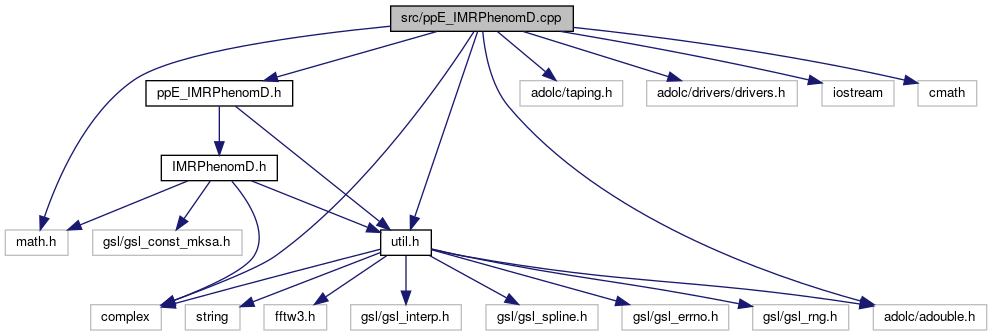 src/ppE_IMRPhenomD.cpp
ppE_IMRPhenomD.h
adolc/taping.h
adolc/drivers/drivers.h
iostream
cmath
IMRPhenomD.h
math.h
gsl/gsl_const_mksa.h
util.h
complex
string
fftw3.h
gsl/gsl_interp.h
gsl/gsl_spline.h
gsl/gsl_errno.h
gsl/gsl_rng.h
adolc/adouble.h